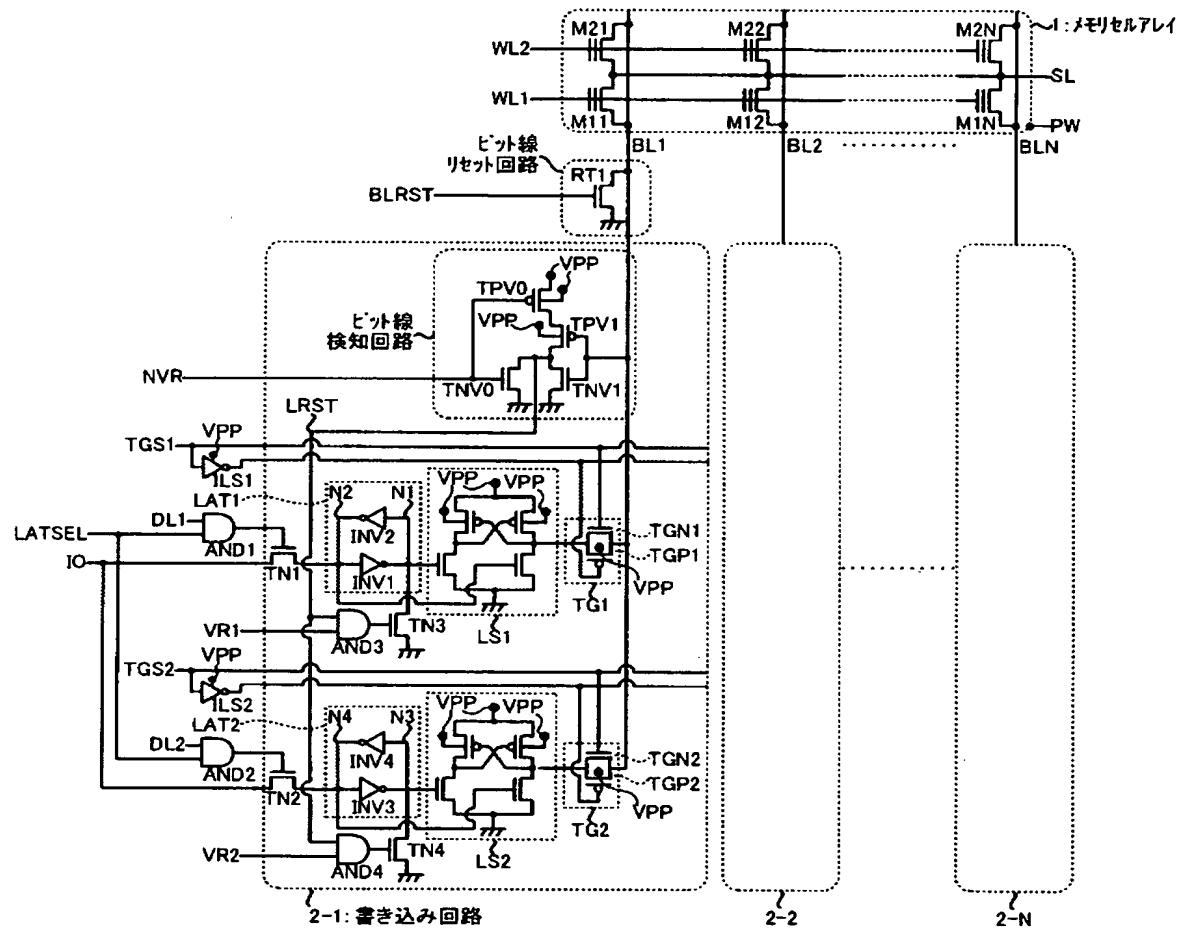 M21
M22
M2N
1:メモリセルアレイ
WL2
SL
WL1
M11
M12
M1N
PW
BL1
BL2
BLN
ビット線
リセット回路
RT1
BLRST
VPP
TPV0
VPP
TPV1
ビット線
検知回路
NVR
TNV0
TNV1
LRST
TGS1
VPP
ILS1
LAT1
N2
N1
VPP
VPP
INV2
DL1
LATSEL
AND1
IO
TN1
INV1
TGN1
TGP1
VPP
TG1
LS1
VR1
AND3
TN3
TGS2
VPP
ILS2
LAT2
N4
N3
VPP
VPP
INV4
DL2
AND2
TN2
INV3
TGN2
TGP2
VPP
TG2
LS2
VR2
AND4
TN4
2-1:書き込み回路
2-2
2-N